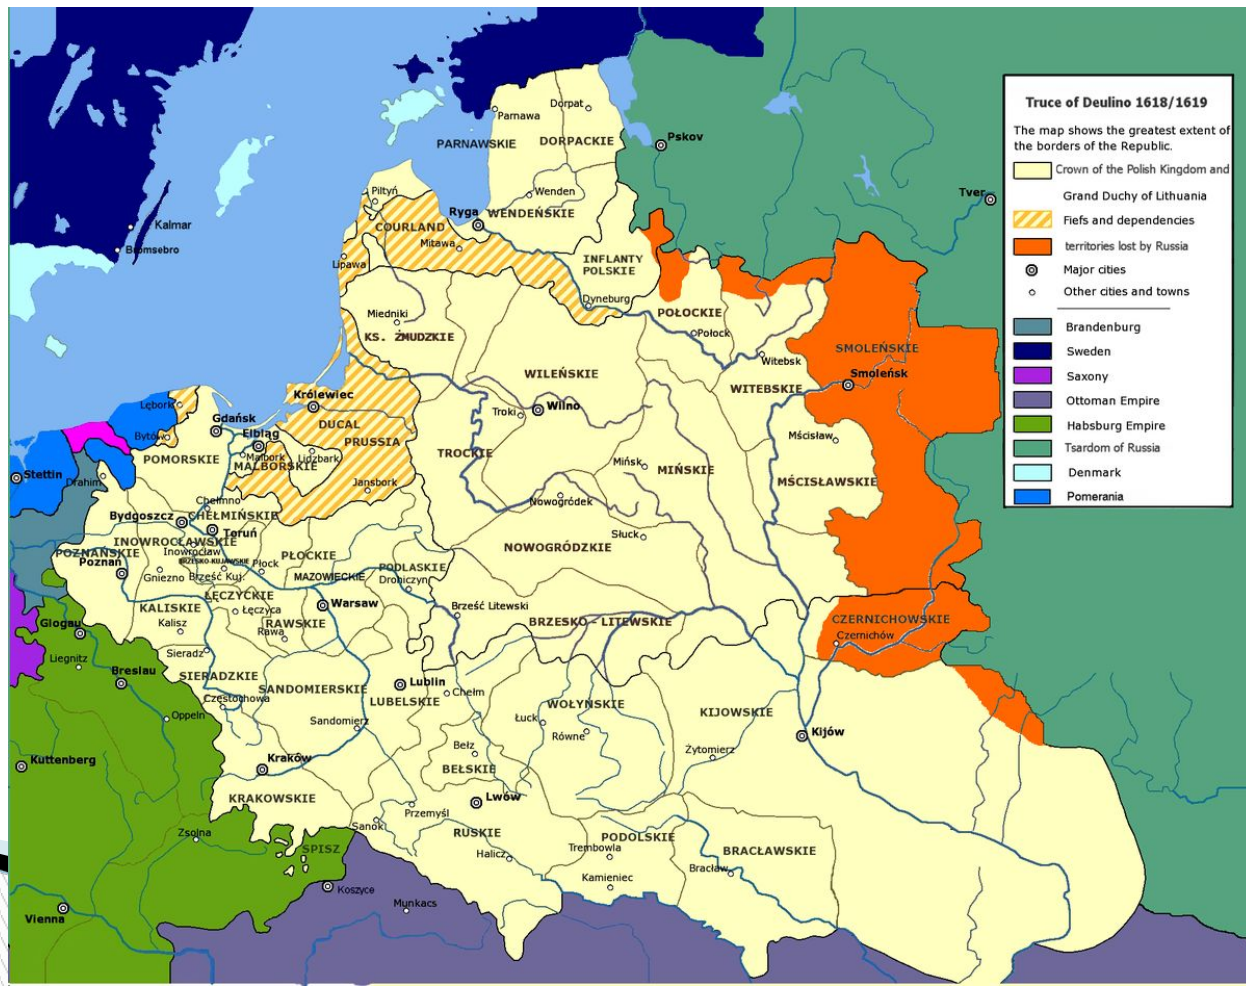 Truce of Deulino 1618/1619
The map shows the greatest extent of
the borders of the Republic.
Crown of the Polish Kingdom and
Grand Duchy of Lithuania
Fiefs and dependencies
territories lost by Russia
Major cities
Other cities and towns
Brandenburg
Sweden
Saxony
Ottoman Empire
Habsburg Empire
Tsardom of Russia
Denmark
Pomerania
Dorpat
Parnawa
PARNAWSKIE
DORPACKIE
Pskov
Piltyń
Wenden
Tver
Ryga
WENDEŃSKIE
Kalmar
COURLAND
Mitawa
Bromsebro
Lipawa
INFLANTY
POLSKIE
Dyneburg
Miedniki
POŁOCKIE
Połock
KS. ŻMUDZKIE
SMOLEŃSKIE
Witebsk
WILEŃSKIE
WITEBSKIE
Smoleńsk
Królewiec
Lębork
Gdańsk
Troki
Wilno
DUCAL
PRUSSIA
Elbląg
Bytów
Mścisław
POMORSKIE
Malbork
Lidzbark
MALBORSKIE
TROCKIE
Mińsk
MIŃSKIE
Stettin
Drahim
Jansbork
MŚCISŁAWSKIE
Chełmno
Nowogródek
Bydgoszcz
CHEŁMIŃSKIE
Toruń
Słuck
INOWROCŁAWSKIE
Inowrocław
NOWOGRÓDZKIE
POZNAŃSKIE
Poznań
BRZESKO-KUJAWSKIE
PŁOCKIE
Płock
Gniezno
Brześć Kuj.
MAZOWIECKIE
PODLASKIE
Drohiczyn
ŁĘCZYCKIE
KALISKIE
Łęczyca
Warsaw
Brześć Litewski
Kalisz
RAWSKIE
Rawa
BRZESKO - LITEWSKIE
CZERNICHOWSKIE
Czernichów
Glogau
Sieradz
Liegnitz
Breslau
SIERADZKIE
SANDOMIERSKIE
Lublin
LUBELSKIE
Chełm
Częstochowa
WOŁYŃSKIE
KIJOWSKIE
Oppeln
Sandomierz
Łuck
Równe
Kijów
Bełz
Żytomierz
Kuttenberg
Kraków
BEŁSKIE
KRAKOWSKIE
Lwów
Przemyśl
Sanok
Zsolna
RUSKIE
PODOLSKIE
SPISZ
Trembowla
BRACŁAWSKIE
Halicz
Bracław
Koszyce
Kamieniec
Munkacs
Vienna